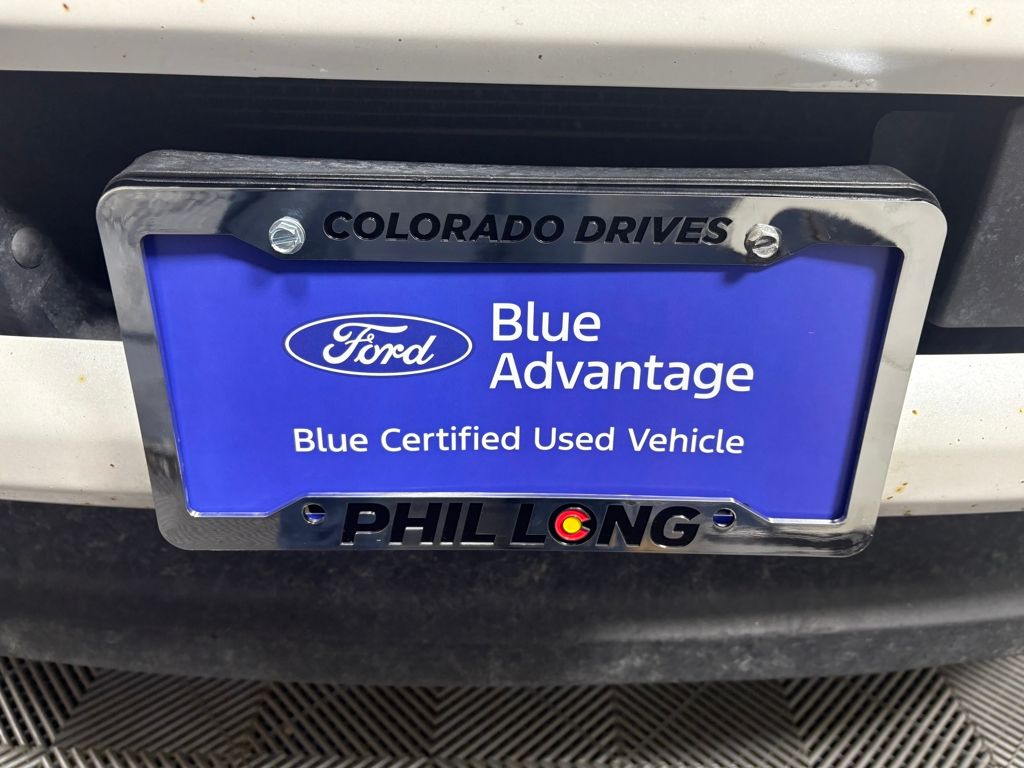 COLORADO DRIVES
Ford
Blue
Advantage
Blue Certified Used Vehicle
PHIL LONG